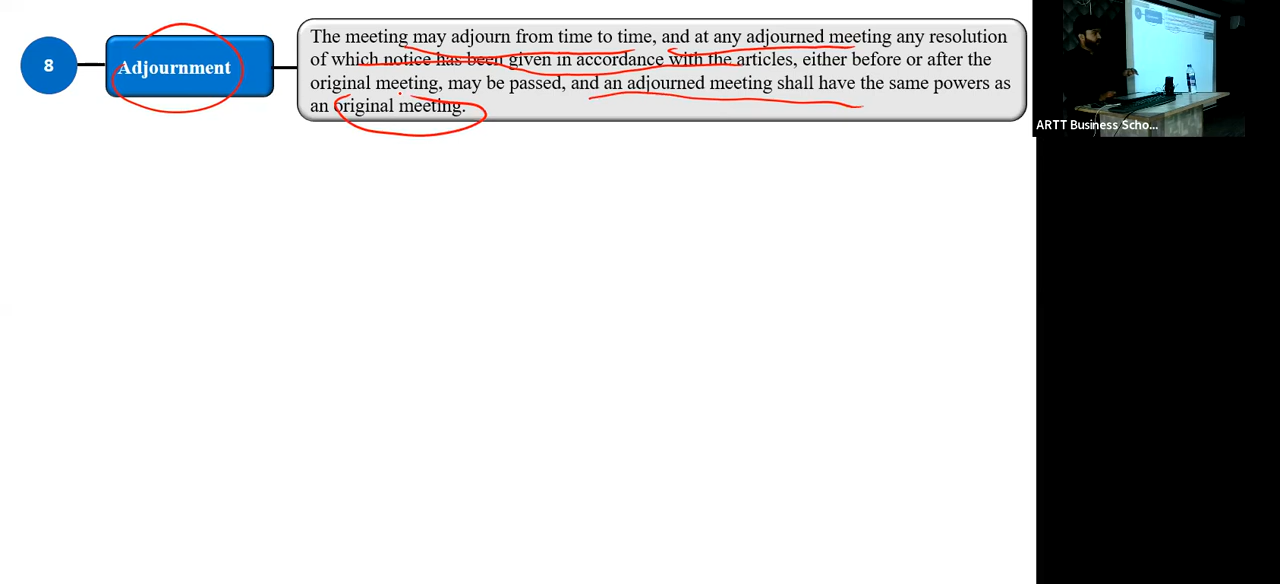 8
Adjournment
The meeting may adjourn from time to time, and at any adjourned meeting any resolution
of which notice has been given in accordance with the articles, either before or after the
original meeting, may be passed, and an adjourned meeting shall have the same powers as
an original meeting.
ARTT Business Scho...